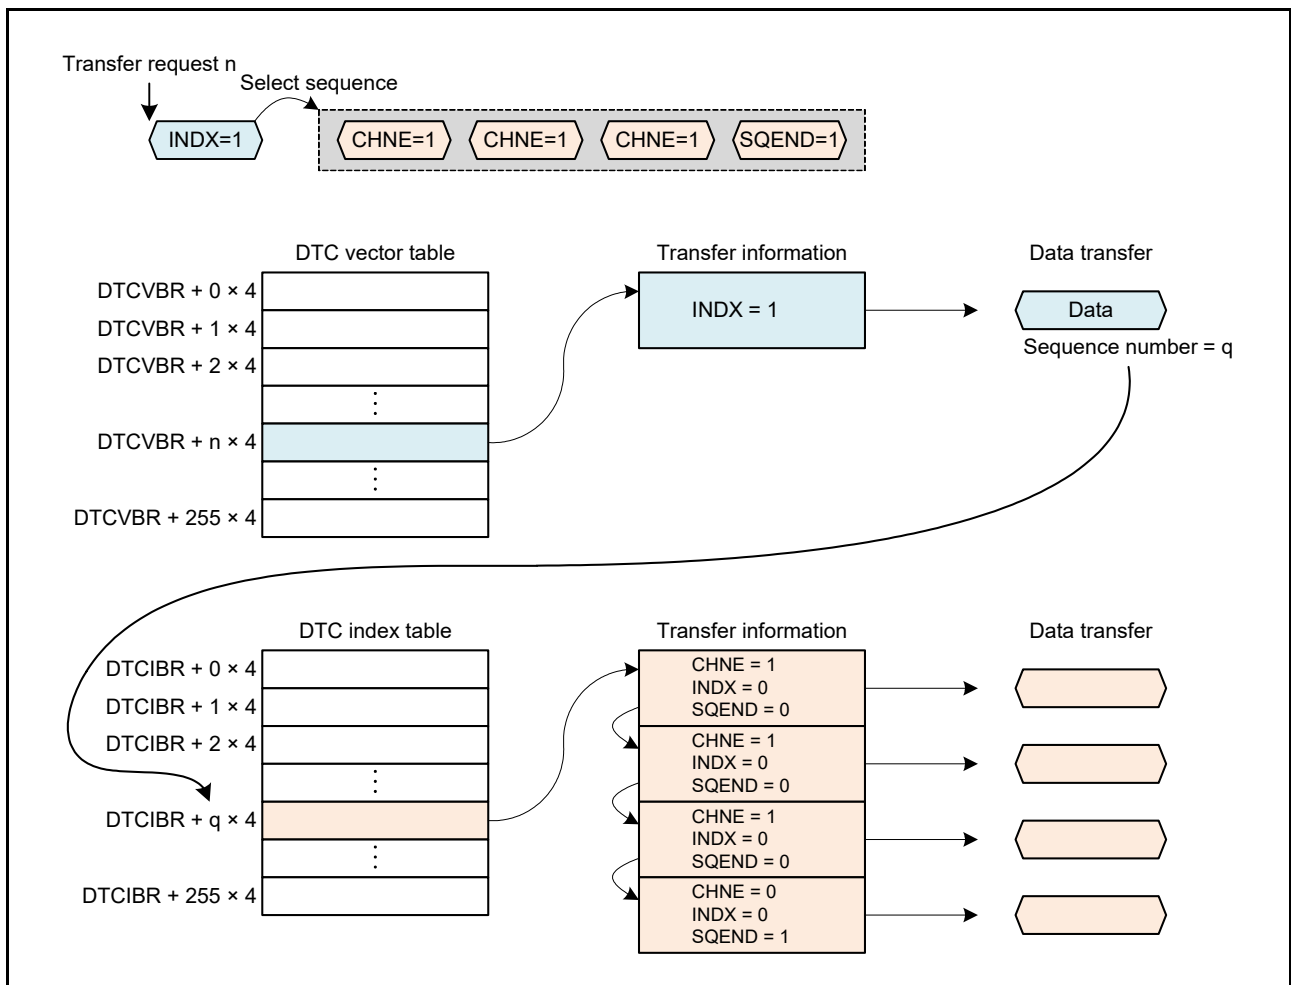 Transfer request n
Select sequence
INDX=1
CHNE=1
CHNE=1
CHNE=1
SQEND=1
DTC vector table
Transfer information
Data transfer
DTCVBR + 0 × 4
DTCVBR + 1 × 4
DTCVBR + 2 × 4
⋮
DTCVBR + n × 4
⋮
DTCVBR + 255 × 4
INDX = 1
Data
Sequence number = q
DTC index table
Transfer information
Data transfer
DTCIBR + 0 × 4
DTCIBR + 1 × 4
DTCIBR + 2 × 4
⋮
DTCIBR + q × 4
⋮
DTCIBR + 255 × 4
CHNE = 1
INDX = 0
SQEND = 0
CHNE = 1
INDX = 0
SQEND = 0
CHNE = 1
INDX = 0
SQEND = 0
CHNE = 0
INDX = 0
SQEND = 1